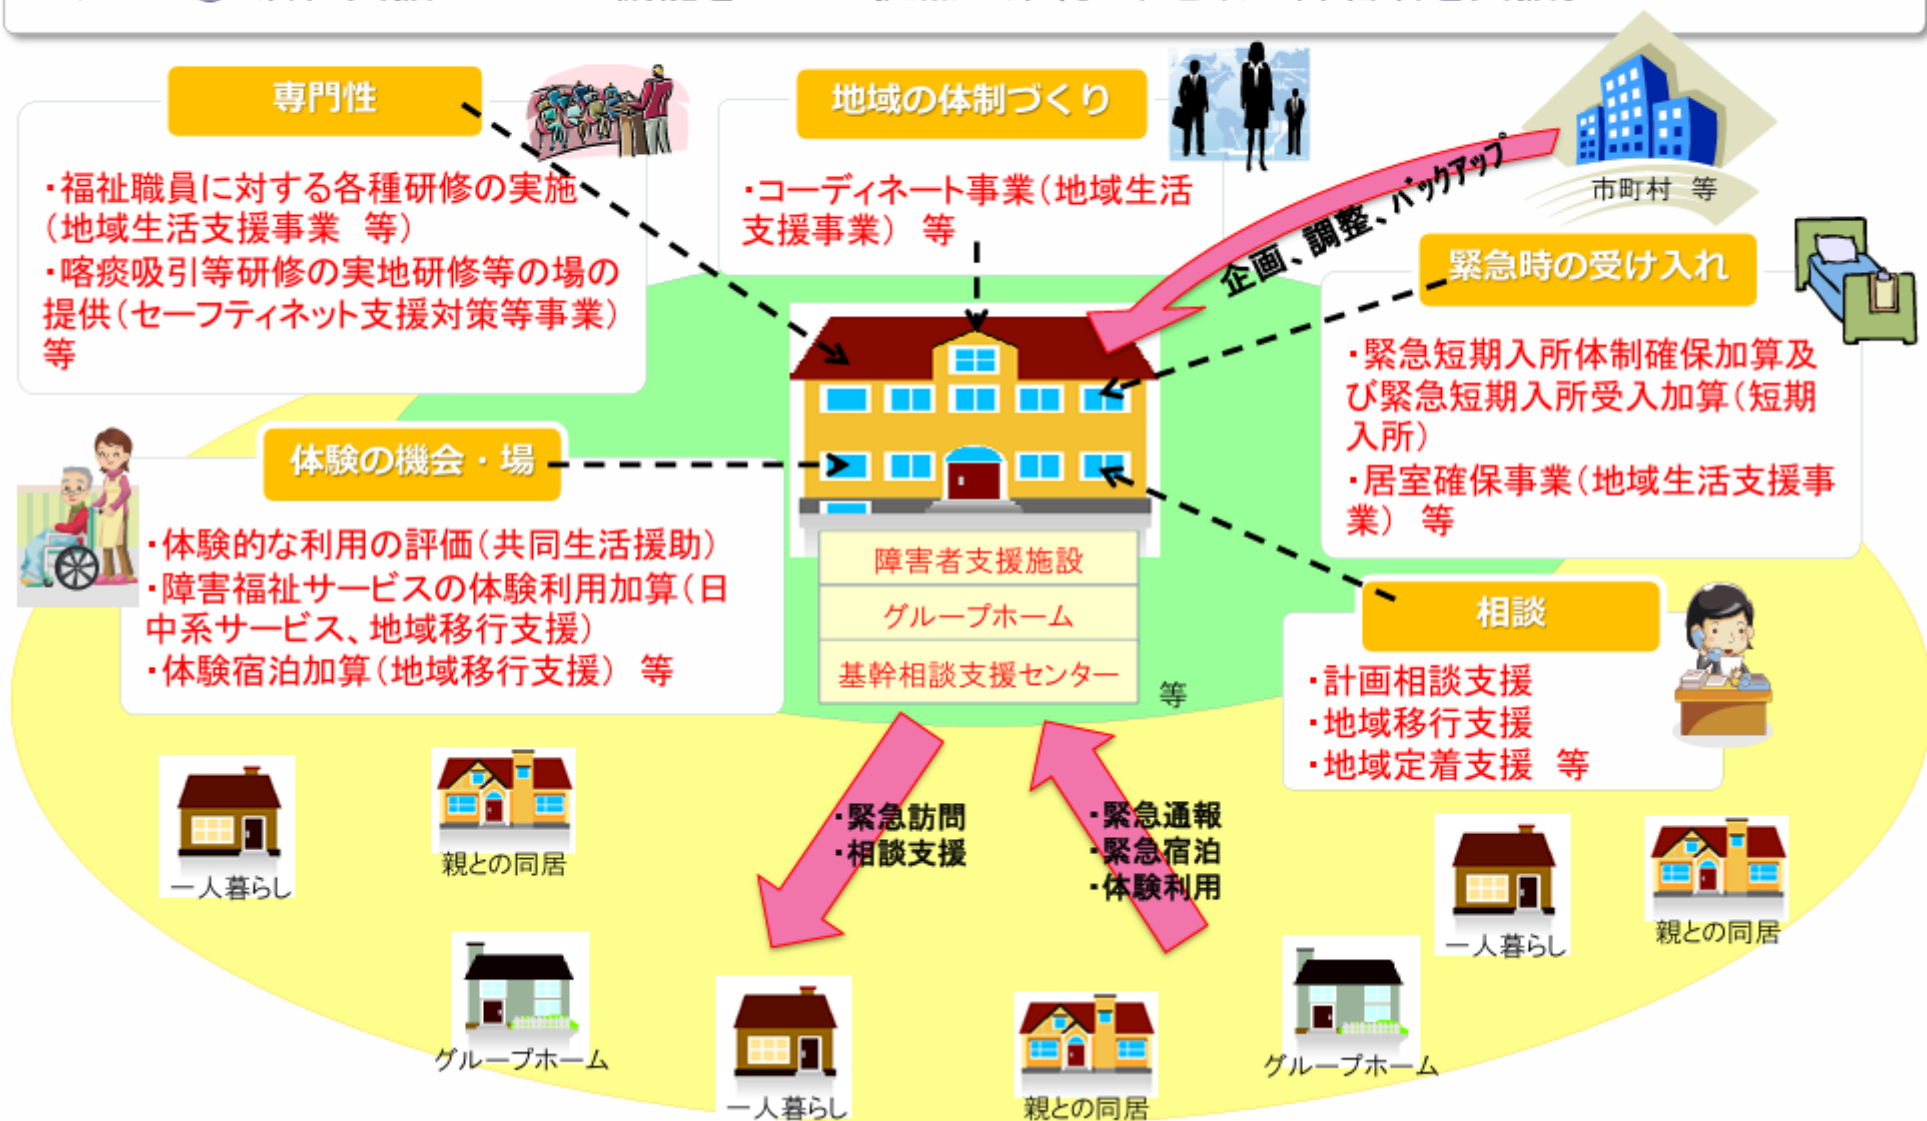 専門性
・福祉職員に対する各種研修の実施
（地域生活支援事業　等）
・喀痰吸引等研修の実地研修等の場の
提供（セーフティネット支援対策等事業）
等
地域の体制づくり
・コーディネート事業（地域生活
支援事業）　等
企画、調整、バックアップ
市町村　等
緊急時の受け入れ
・緊急短期入所体制確保加算及
び緊急短期入所受入加算（短期
入所）
・居室確保事業（地域生活支援事
業）　等
体験の機会・場
・体験的な利用の評価（共同生活援助）
・障害福祉サービスの体験利用加算（日
中系サービス、地域移行支援）
・体験宿泊加算（地域移行支援）　等
障害者支援施設
グループホーム
基幹相談支援センター
等
相談
・計画相談支援
・地域移行支援
・地域定着支援　等
・緊急訪問
・相談支援
・緊急通報
・緊急宿泊
・体験利用
一人暮らし
親との同居
グループホーム
一人暮らし
親との同居
グループホーム
一人暮らし
親との同居